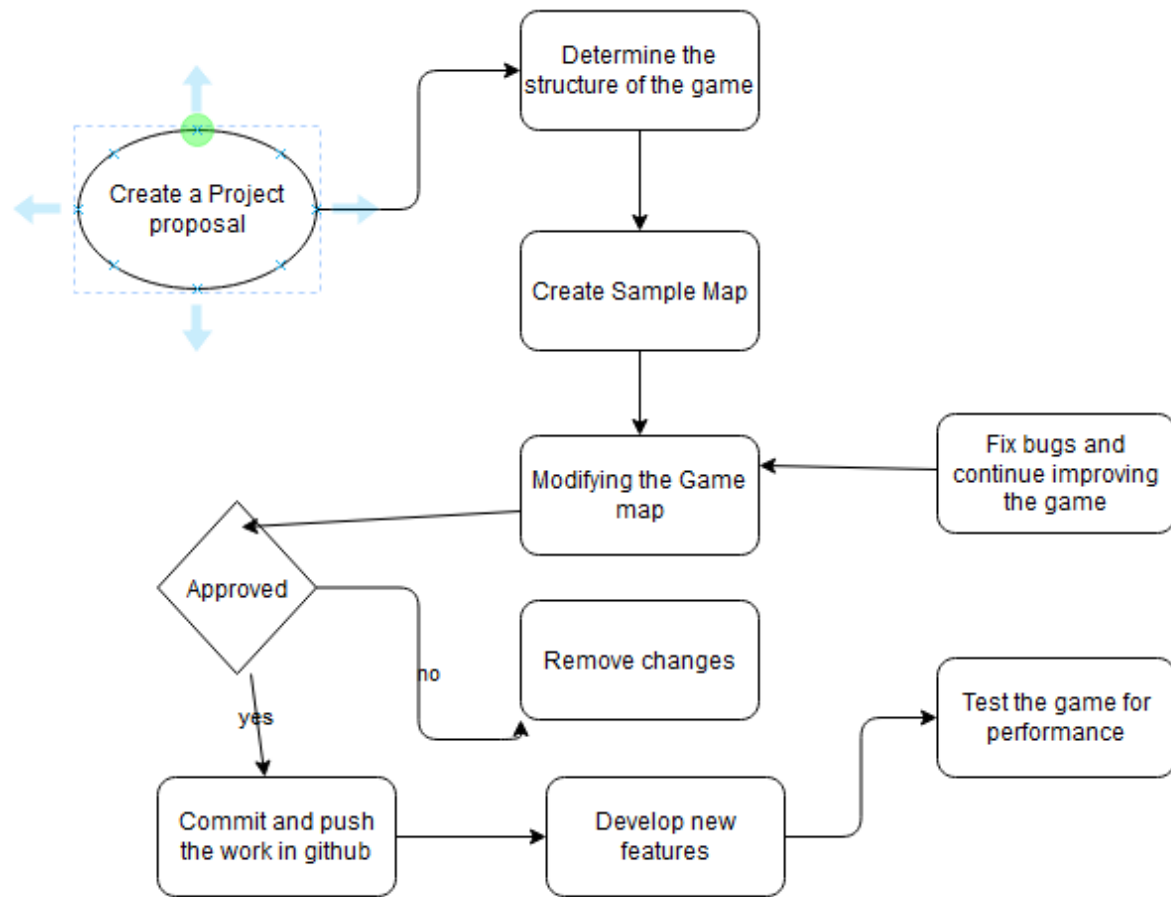 Determine the
structure of the game
Create a Project
proposal
Create Sample Map
Modifying the Game
map
Fix bugs and
continue improving
the game
Approved
no
Remove changes
yes
Test the game for
performance
Commit and push
the work in github
Develop new
features